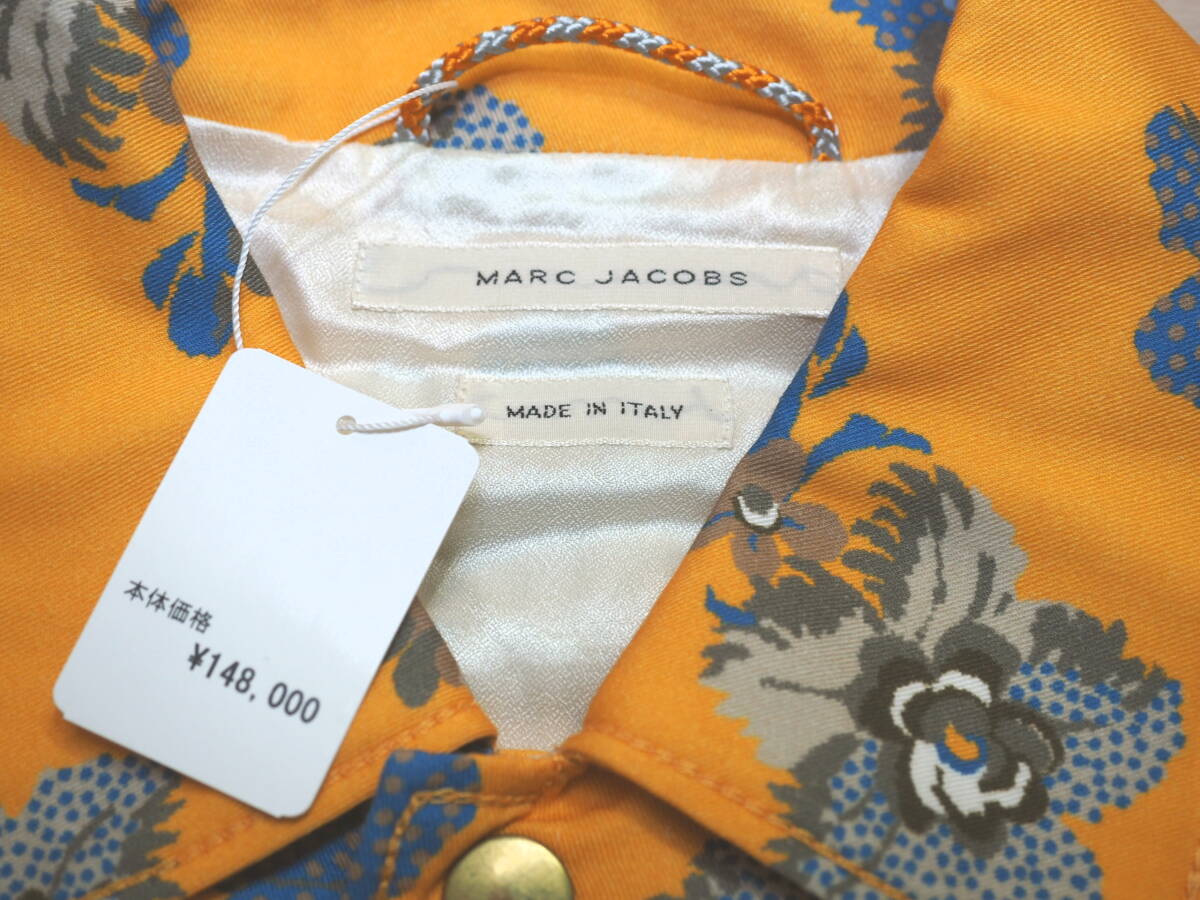 MARC JACOBS
MADE IN ITALY
本体価格
¥148,000